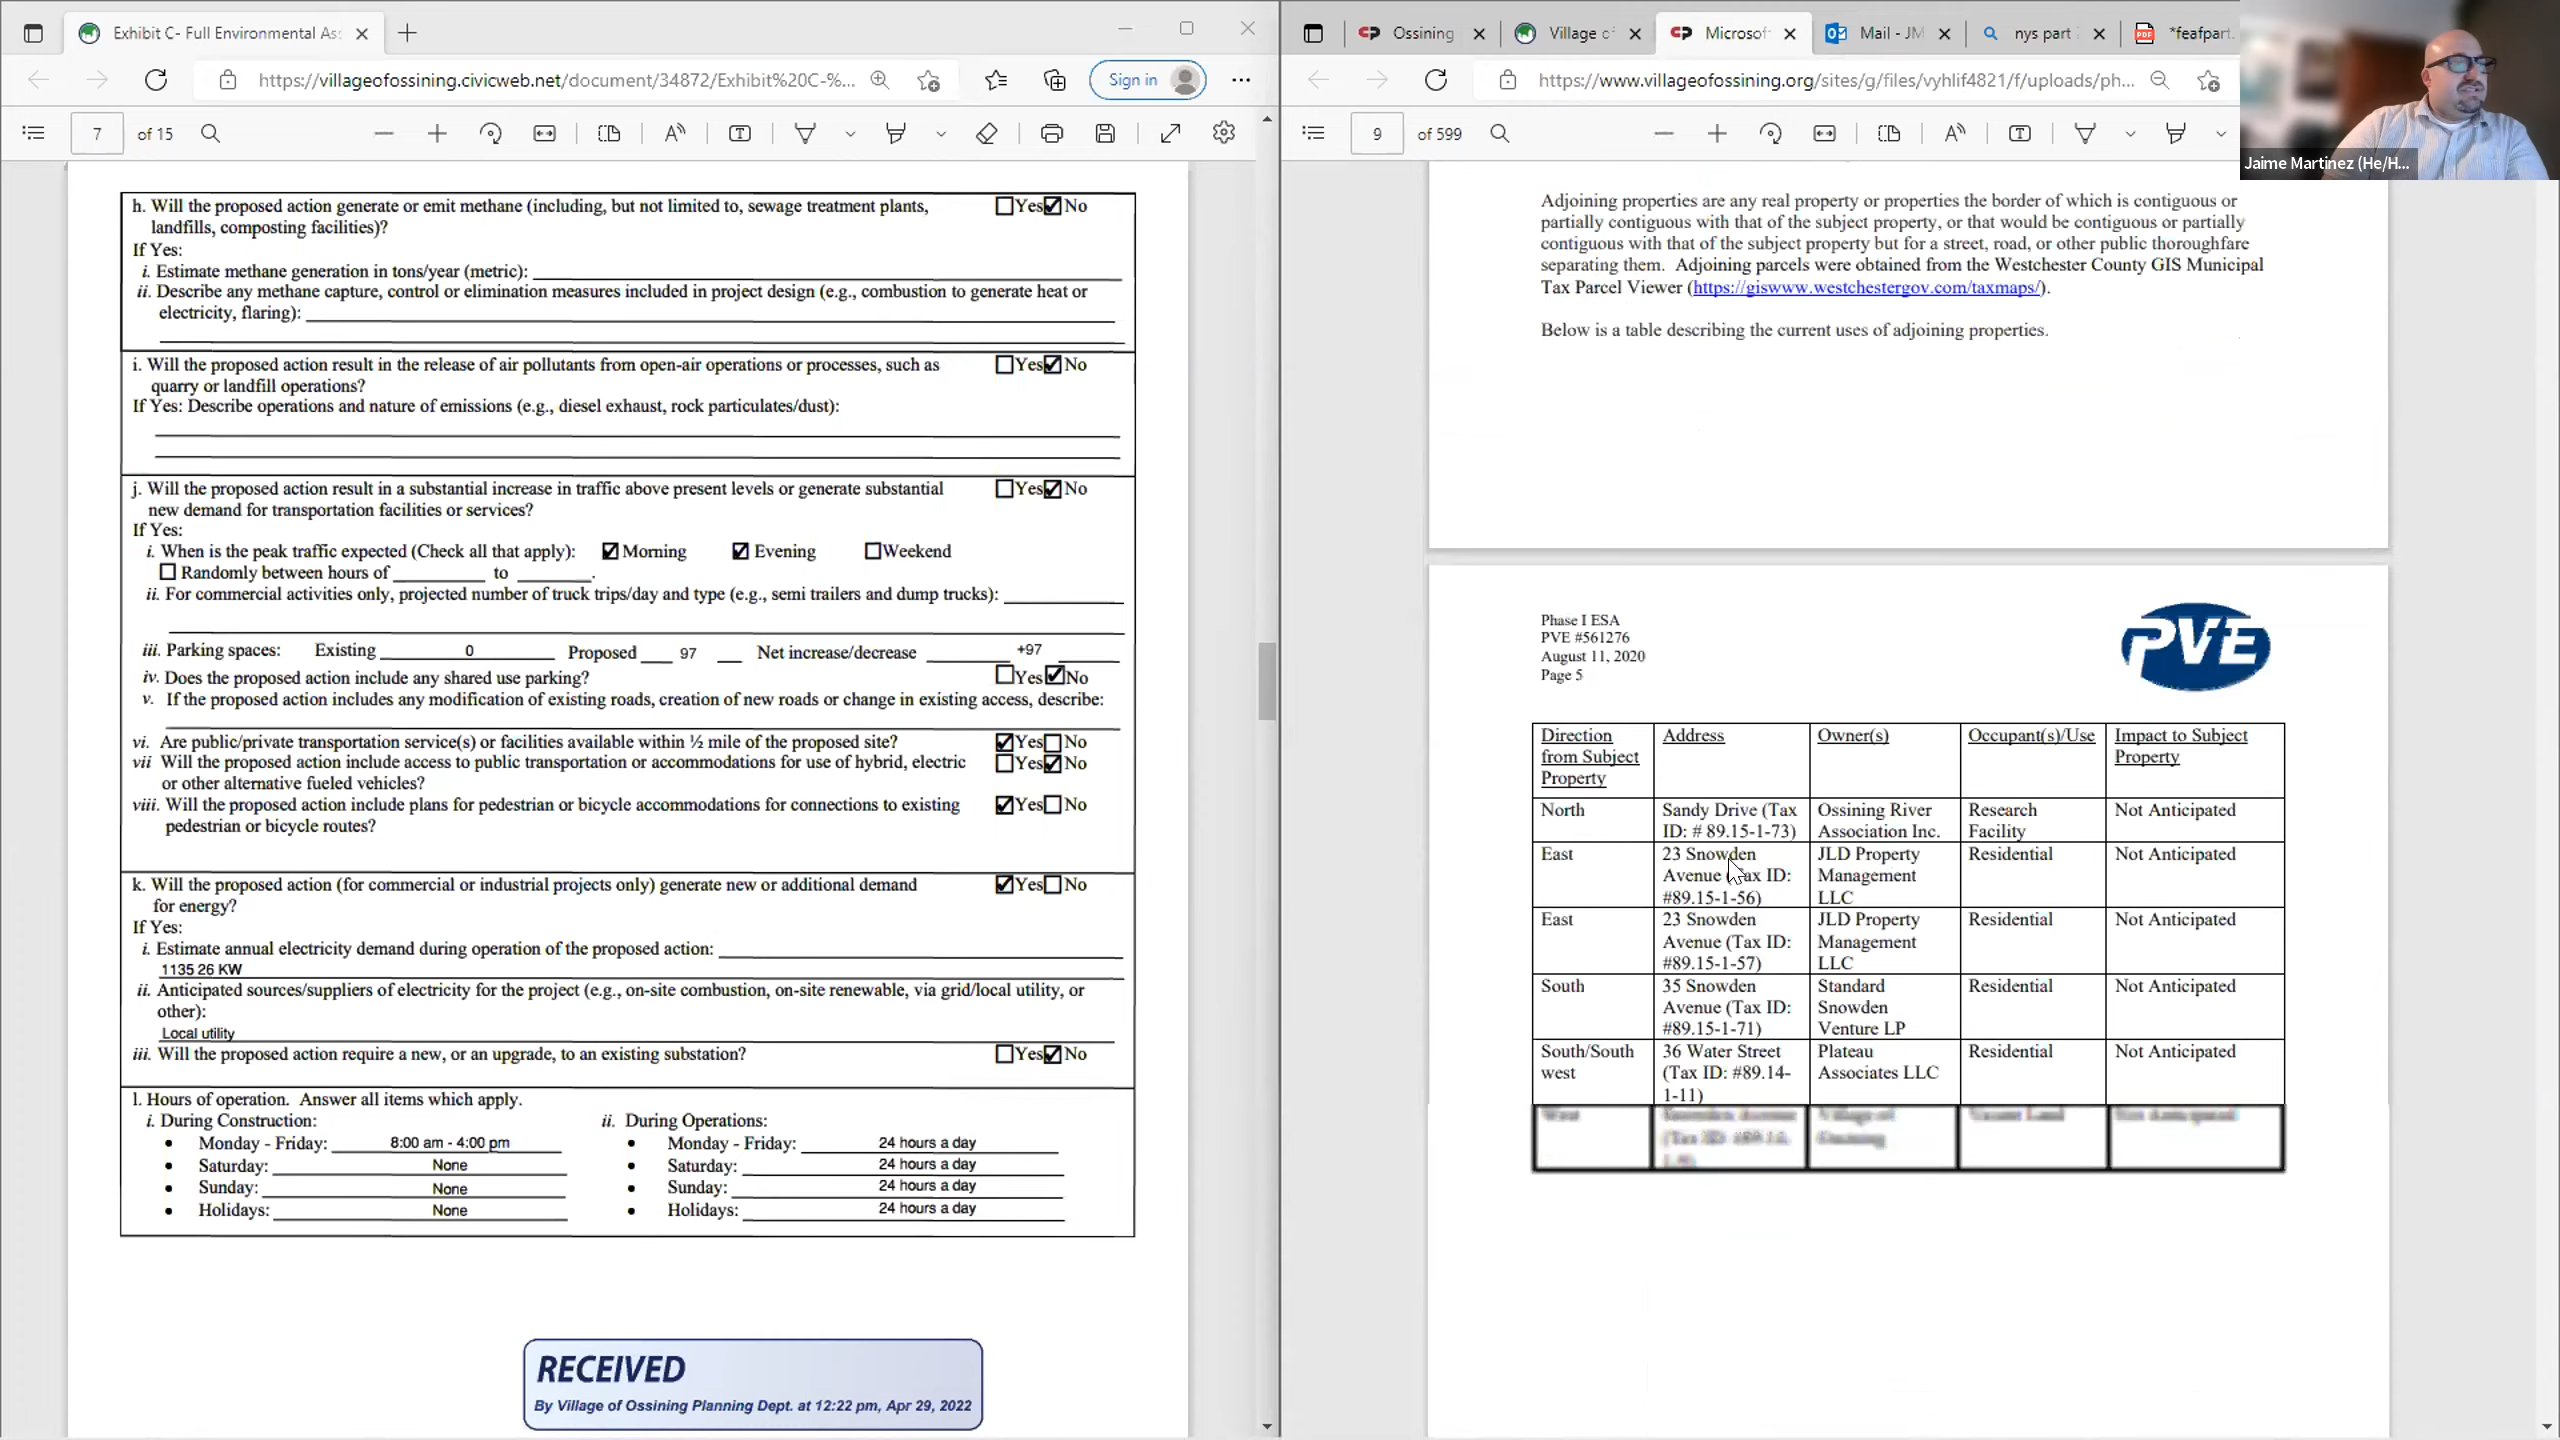 Exhibit C- Full Environmental As
https://villageofossining.civicweb.net/document/34872/Exhibit%20C-%...
Sign in
7 of 15
h. Will the proposed action generate or emit methane (including, but not limited to, sewage treatment plants, Yes No
landfills, composting facilities)?
If Yes:
i. Estimate methane generation in tons/year (metric):
ii. Describe any methane capture, control or elimination measures included in project design (e.g., combustion to generate heat or
electricity, flaring):
i. Will the proposed action result in the release of air pollutants from open-air operations or processes, such as Yes No
quarry or landfill operations?
If Yes: Describe operations and nature of emissions (e.g., diesel exhaust, rock particulates/dust):
j. Will the proposed action result in a substantial increase in traffic above present levels or generate substantial Yes No
new demand for transportation facilities or services?
If Yes:
i. When is the peak traffic expected (Check all that apply): Morning Evening Weekend
Randomly between hours of to .
ii. For commercial activities only, projected number of truck trips/day and type (e.g., semi trailers and dump trucks):
iii. Parking spaces: Existing 0 Proposed 97 Net increase/decrease +97
iv. Does the proposed action include any shared use parking? Yes No
v. If the proposed action includes any modification of existing roads, creation of new roads or change in existing access, describe:
vi. Are public/private transportation service(s) or facilities available within ½ mile of the proposed site? Yes No
vii Will the proposed action include access to public transportation or accommodations for use of hybrid, electric Yes No
or other alternative fueled vehicles?
viii. Will the proposed action include plans for pedestrian or bicycle accommodations for connections to existing Yes No
pedestrian or bicycle routes?
k. Will the proposed action (for commercial or industrial projects only) generate new or additional demand Yes No
for energy?
If Yes:
i. Estimate annual electricity demand during operation of the proposed action:
1135 26 KW
ii. Anticipated sources/suppliers of electricity for the project (e.g., on-site combustion, on-site renewable, via grid/local utility, or
other):
Local utility
iii. Will the proposed action require a new, or an upgrade, to an existing substation? Yes No
l. Hours of operation. Answer all items which apply.
i. During Construction: ii. During Operations:
• Monday - Friday: 8:00 am - 4:00 pm • Monday - Friday: 24 hours a day
• Saturday: None • Saturday: 24 hours a day
• Sunday: None • Sunday: 24 hours a day
• Holidays: None • Holidays: 24 hours a day
RECEIVED
By Village of Ossining Planning Dept. at 12:22 pm, Apr 29, 2022
Ossining Village of Microsof Mail - JM nys part *feafpart.
https://www.villageofossining.org/sites/g/files/vyhlif4821/f/uploads/ph...
9 of 599
Jaime Martinez (He/H...
Adjoining properties are any real property or properties the border of which is contiguous or
partially contiguous with that of the subject property, or that would be contiguous or partially
contiguous with that of the subject property but for a street, road, or other public thoroughfare
separating them. Adjoining parcels were obtained from the Westchester County GIS Municipal
Tax Parcel Viewer (https://giswww.westchestergov.com/taxmaps/).
Below is a table describing the current uses of adjoining properties.
Phase I ESA
PVE #561276
August 11, 2020
Page 5
PVE
Direction Address Owner(s) Occupant(s)/Use Impact to Subject
from Subject Property
Property
North Sandy Drive (Tax Ossining River Research Not Anticipated
ID: # 89.15-1-73) Association Inc. Facility
East 23 Snowden JLD Property Residential Not Anticipated
Avenue (Tax ID: Management
#89.15-1-56) LLC
East 23 Snowden JLD Property Residential Not Anticipated
Avenue (Tax ID: Management
#89.15-1-57) LLC
South 35 Snowden Standard Residential Not Anticipated
Avenue (Tax ID: Snowden
#89.15-1-71) Venture LP
South/South 36 Water Street Plateau Residential Not Anticipated
west (Tax ID: #89.14- Associates LLC
1-11)